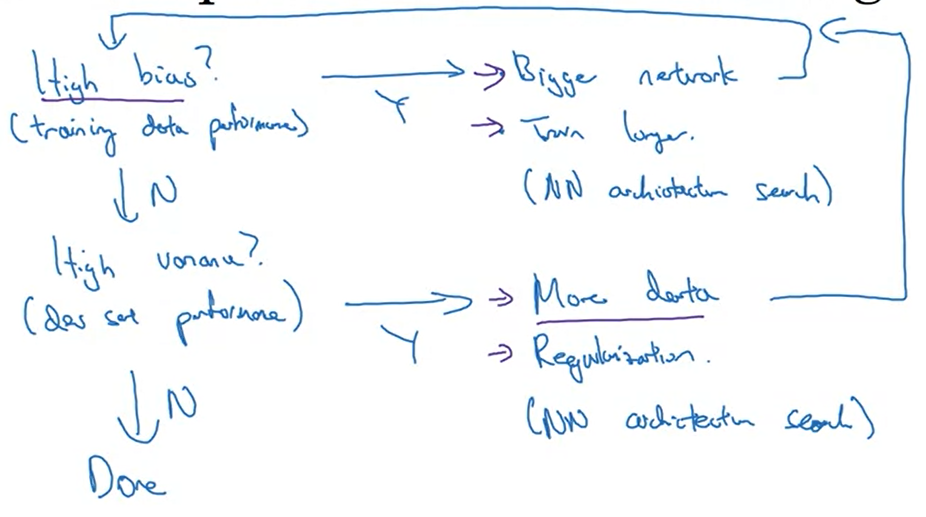 High bias?
(training data performance)
Y
Bigger network
Train longer.
(NN architecture search)
N
High variance?
(dev set performance)
Y
More data
Regularization.
(NN architecture search)
N
Done